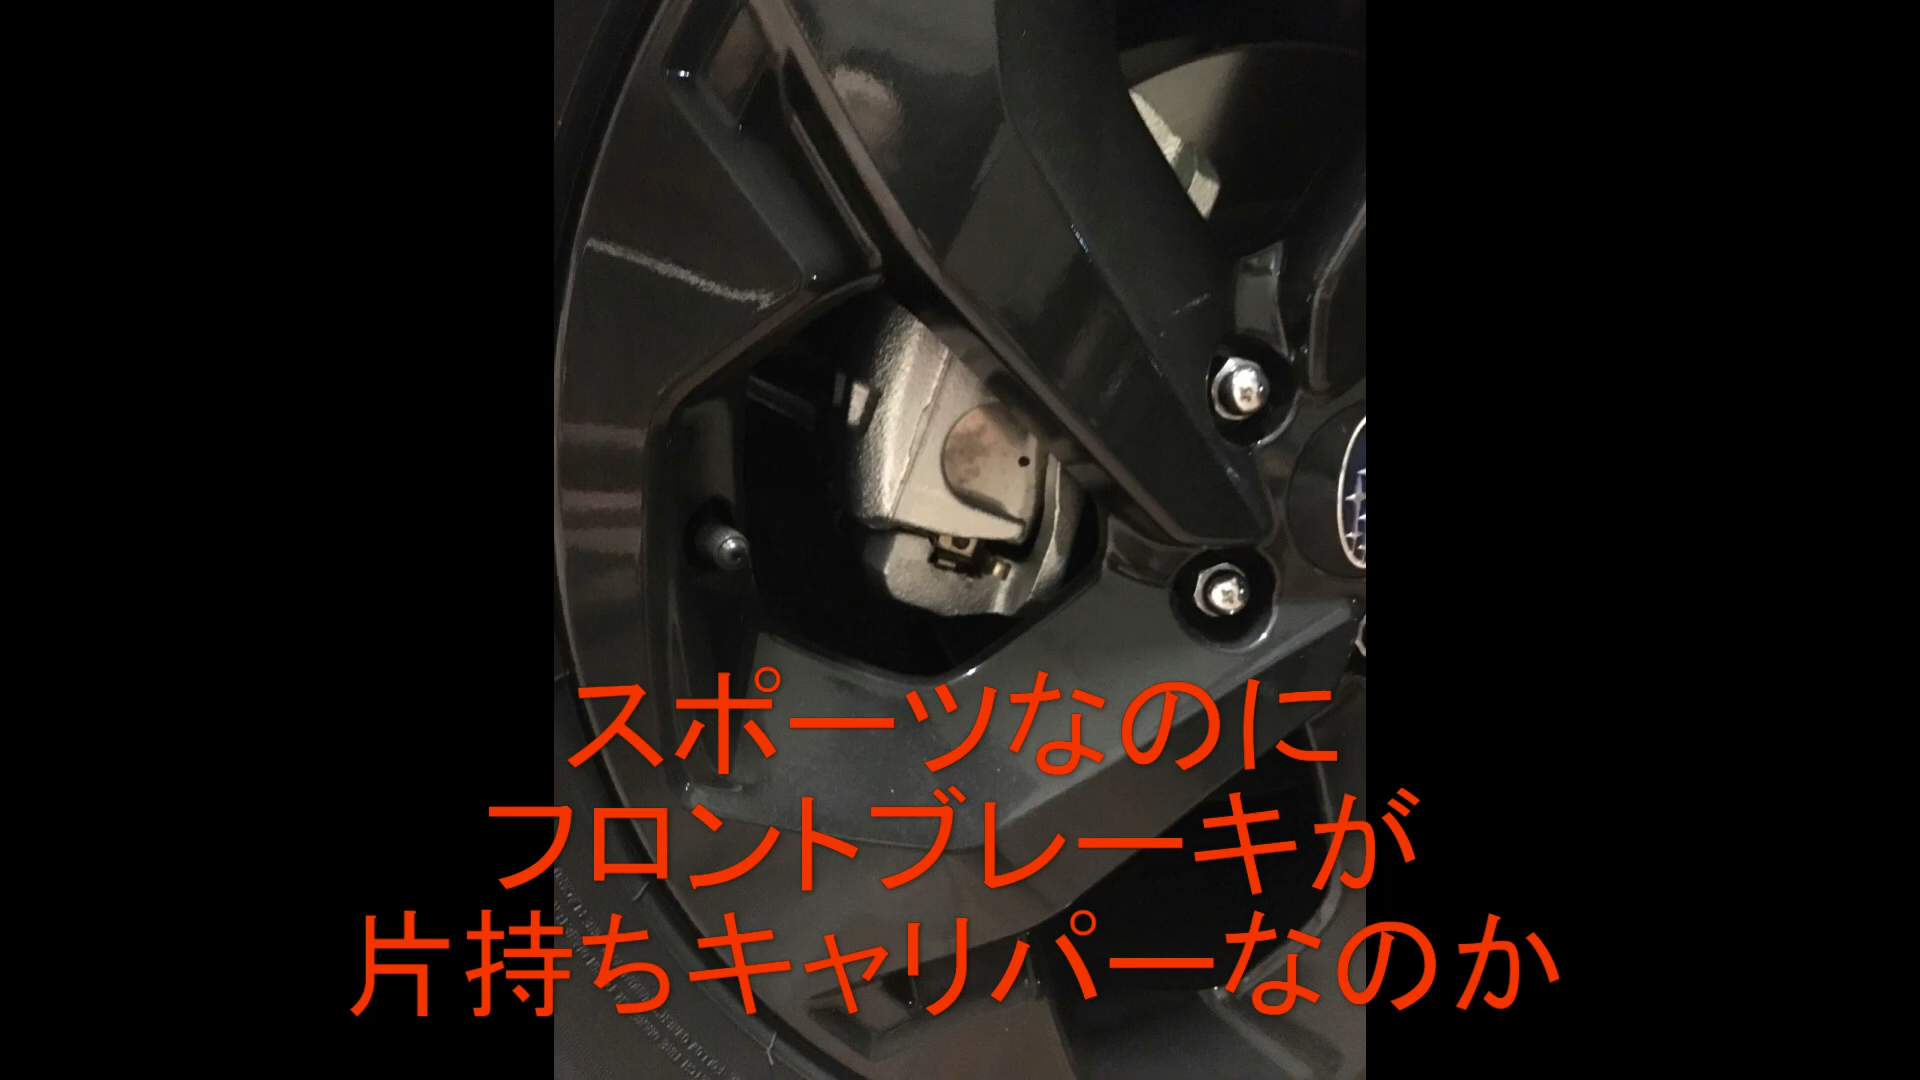 スポーツなのに
フロントブレーキが
片持ちキャリパーなのか